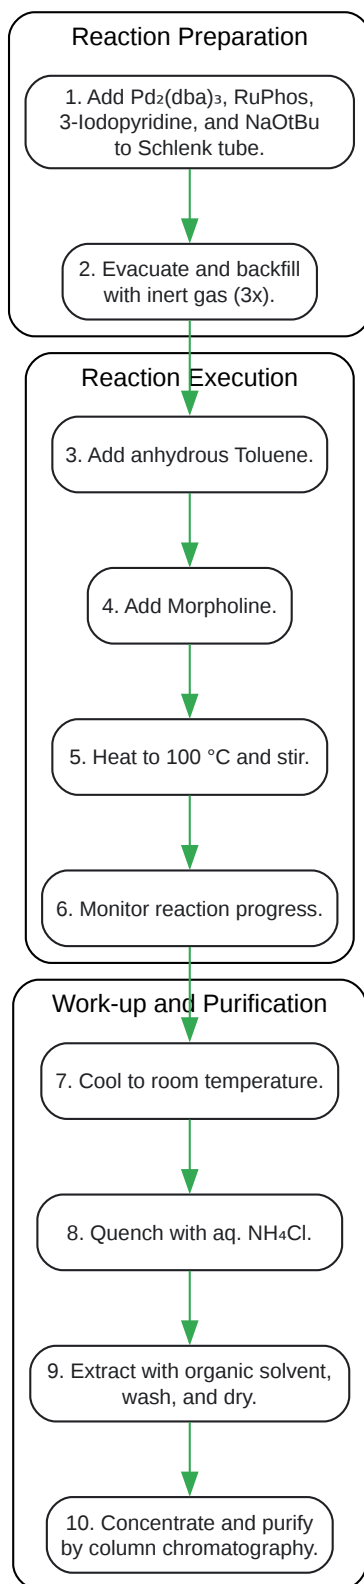 Reaction Preparation
1. Add Pd₂(dba)₃, RuPhos,
3-Iodopyridine, and NaOtBu
to Schlenk tube.
2. Evacuate and backfill
with inert gas (3x).
Reaction Execution
3. Add anhydrous Toluene.
4. Add Morpholine.
5. Heat to 100 °C and stir.
6. Monitor reaction progress.
Work-up and Purification
7. Cool to room temperature.
8. Quench with aq. NH₄Cl.
9. Extract with organic solvent,
wash, and dry.
10. Concentrate and purify
by column chromatography.